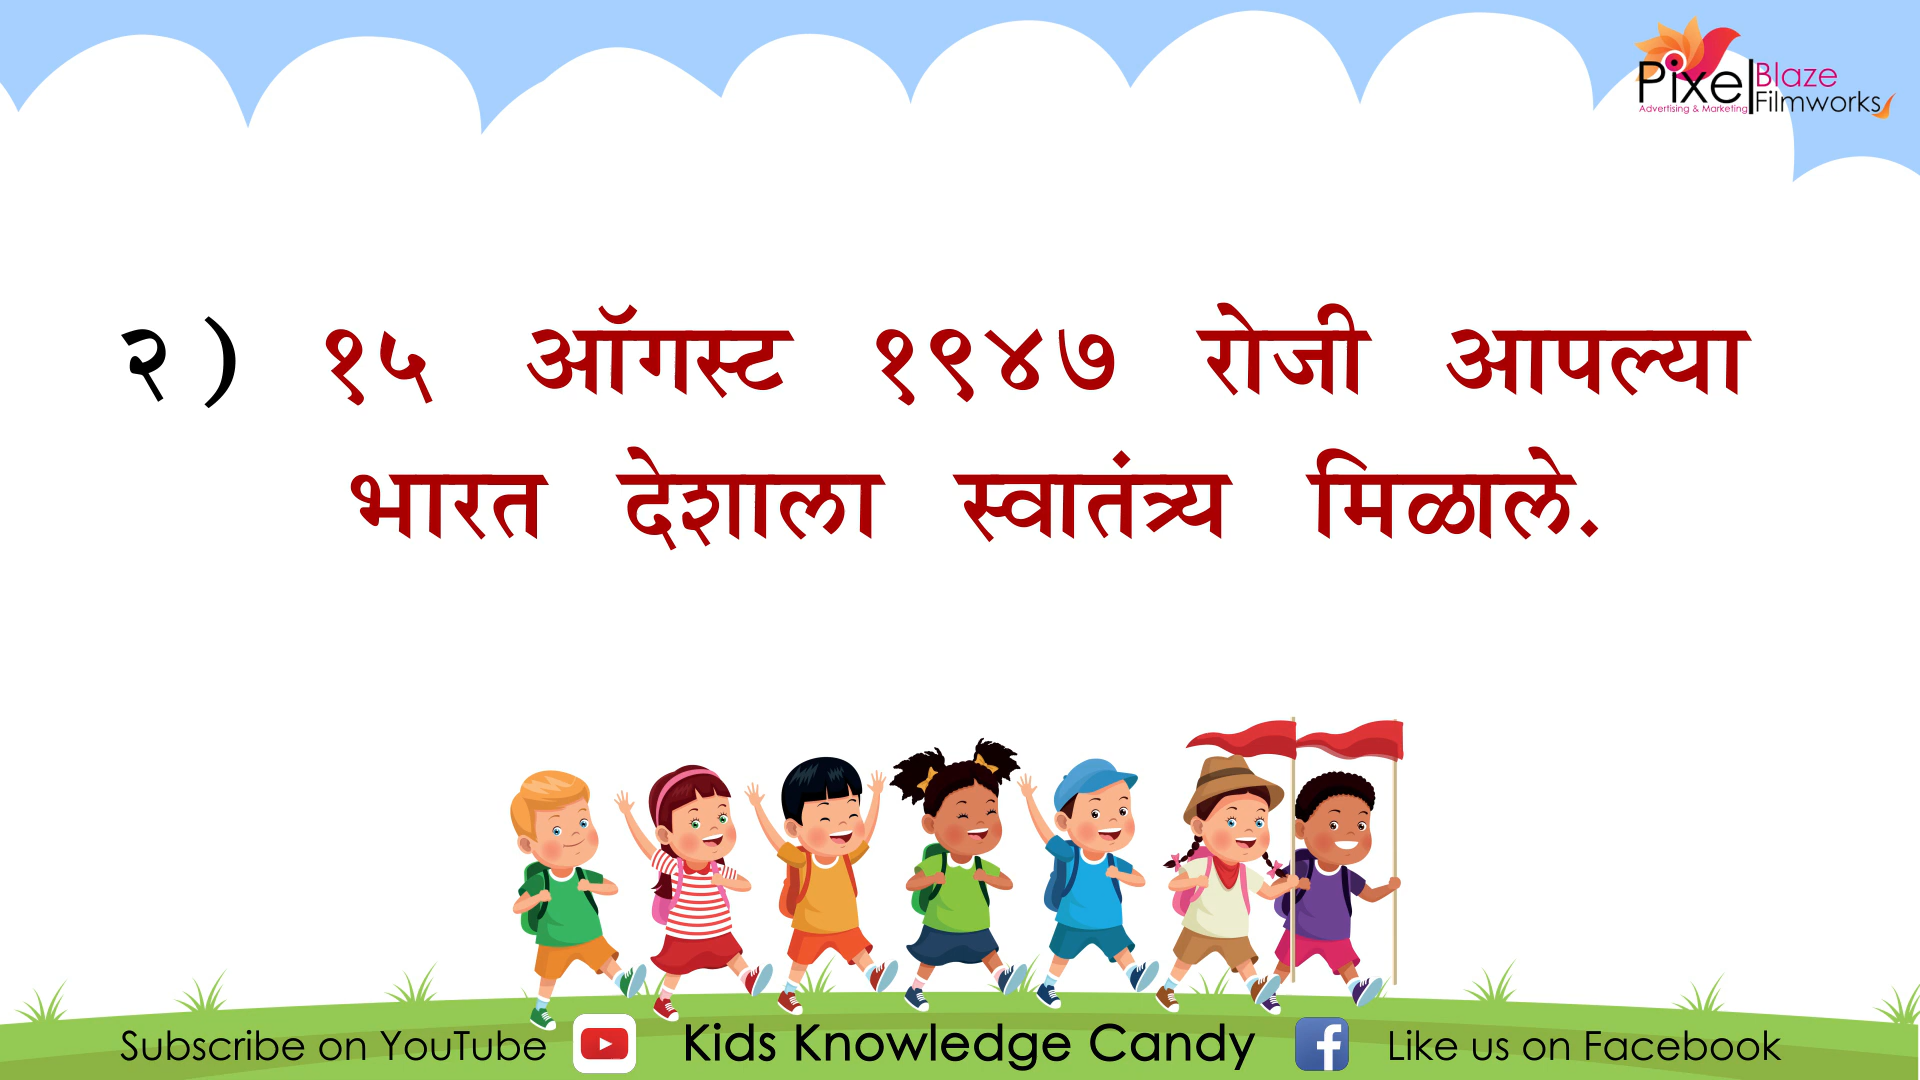 Pixel Blaze
Advertising & Marketing Filmworks
२) १५ ऑगस्ट १९४७ रोजी आपल्या
भारत देशाला स्वातंत्र्य मिळाले.
Subscribe on YouTube Kids Knowledge Candy Like us on Facebook